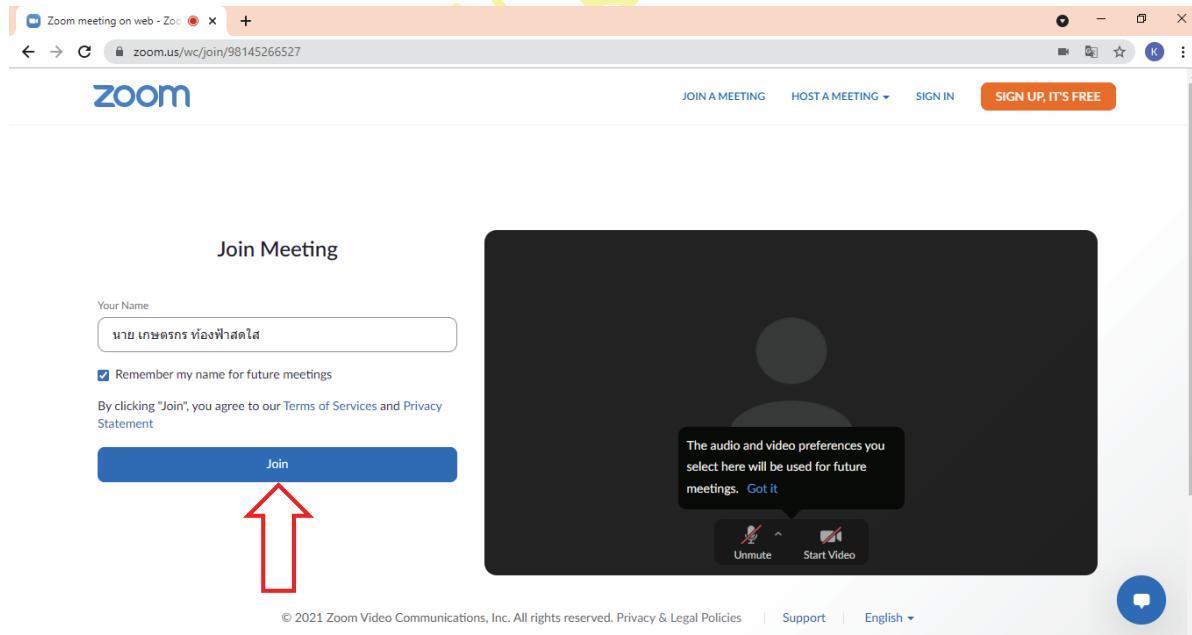 Zoom meeting on web - Zoo
zoom.us/wc/join/98145266527
K
zoom
JOIN A MEETING
HOST A MEETING
SIGN IN
SIGN UP, IT'S FREE
Join Meeting
Your Name
นาย เกษตรกร ท้องฟ้าสดใส
Remember my name for future meetings
By clicking "Join", you agree to our Terms of Services and Privacy
Statement
Join
The audio and video preferences you
select here will be used for future
meetings. Got it
Unmute
Start Video
© 2021 Zoom Video Communications, Inc. All rights reserved. Privacy & Legal Policies
Support
English